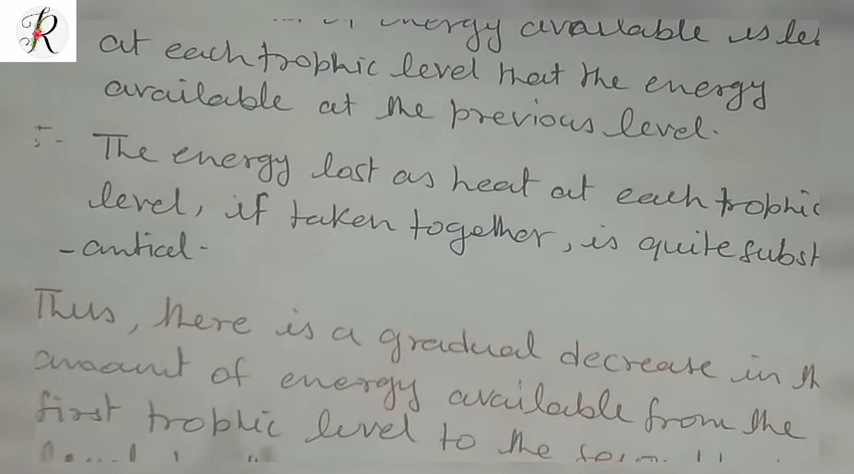 R
energy available is les
at each trophic level that the energy
available at the previous level.
5- The energy lost as heat at each trophic
level, if taken together, is quite subst
-antial.
Thus, there is a gradual decrease in th
amount of energy available from the
first trophic level to the